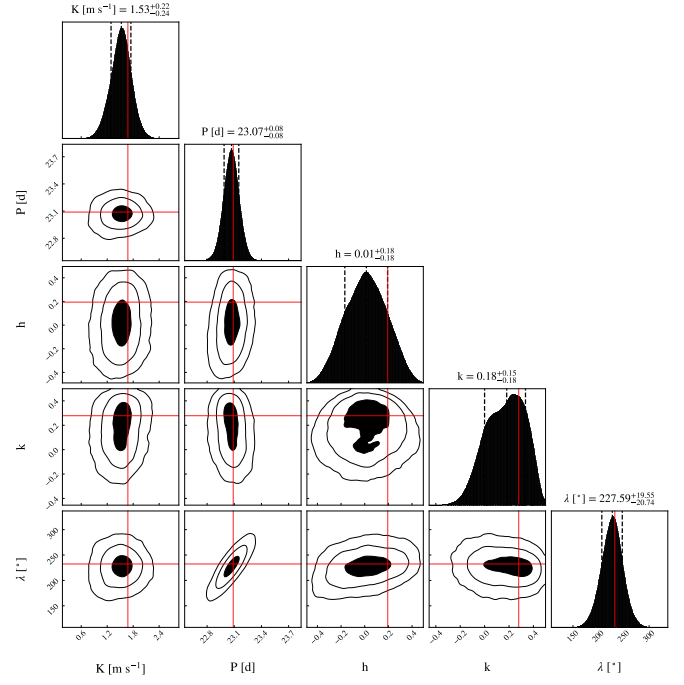 K [m s⁻¹] = 1.53⁺⁰·²²₋₀.₂₄
P [d] = 23.07⁺⁰·⁰⁸₋₀.₀₈
23.7
23.4
23.1
22.8
P [d]
h = 0.01⁺⁰·¹⁸₋₀.₁₈
0.4
0.2
0.0
−0.2
−0.4
h
k = 0.18⁺⁰·¹⁵₋₀.₁₈
0.4
0.2
0.0
−0.2
−0.4
k
λ [°] = 227.59⁺¹⁹·⁵⁵₋₂₀.₇₄
300
250
200
150
λ [°]
0.6 1.2 1.8 2.4 22.8 23.1 23.4 23.7 −0.4 −0.2 0.0 0.2 0.4 −0.4 −0.2 0.0 0.2 0.4 150 200 250 300
K [m s⁻¹] P [d] h k λ [°]